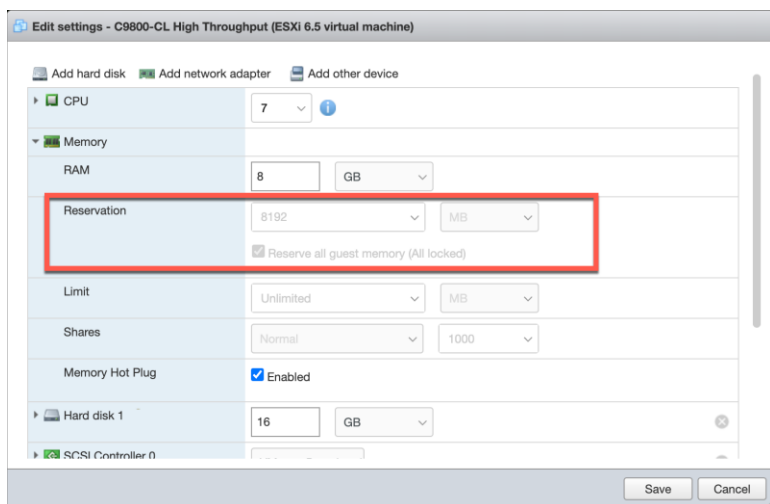 Edit settings - C9800-CL High Throughput (ESXi 6.5 virtual machine)
Add hard disk Add network adapter Add other device
CPU 7
Memory
RAM 8 GB
Reservation 8192 MB
Reserve all guest memory (All locked)
Limit Unlimited MB
Shares Normal 1000
Memory Hot Plug Enabled
Hard disk 1 16 GB
SCSI Controller 0
Save Cancel